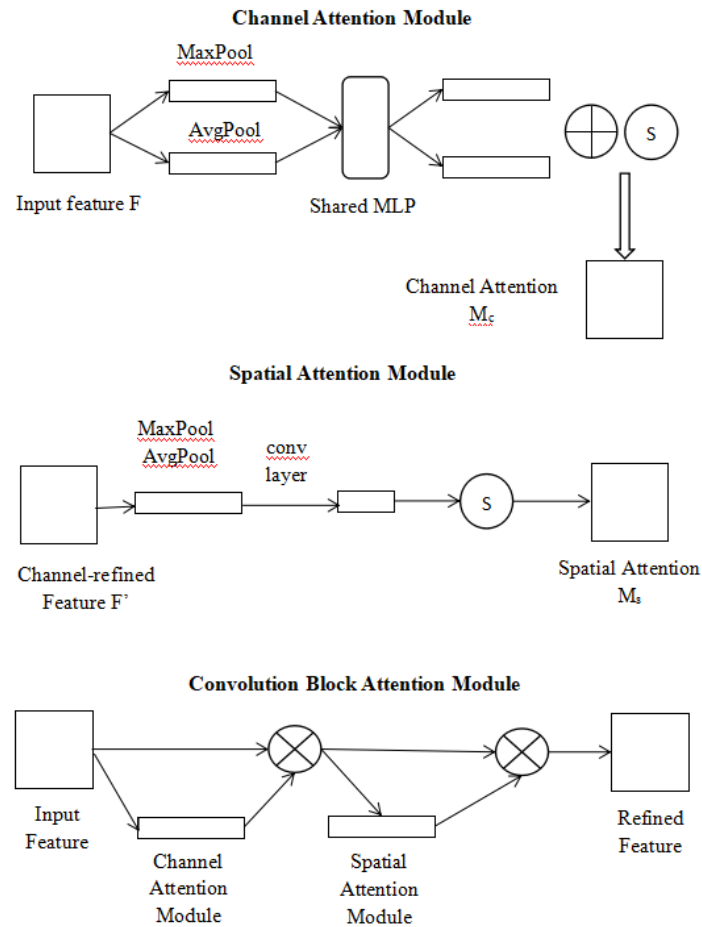 Channel Attention Module
MaxPool
AvgPool
S
Input feature F
Shared MLP
Channel Attention
Mc
Spatial Attention Module
MaxPool
AvgPool
conv
layer
S
Channel-refined
Feature F’
Spatial Attention
Ms
Convolution Block Attention Module
Input
Feature
Channel
Attention
Module
Spatial
Attention
Module
Refined
Feature